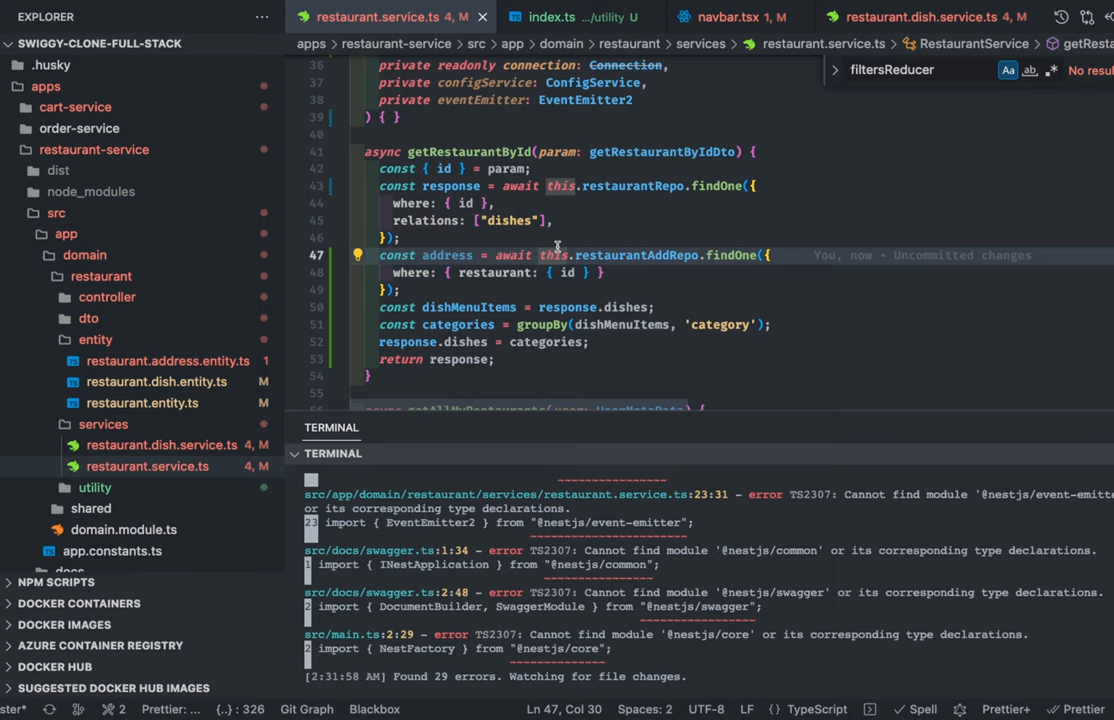 EXPLORER
SWIGGY-CLONE-FULL-STACK
.husky
apps
cart-service
order-service
restaurant-service
dist
node_modules
src
app
domain
restaurant
controller
dto
entity
restaurant.address.entity.ts 1
restaurant.dish.entity.ts M
restaurant.entity.ts M
services
restaurant.dish.service.ts 4, M
restaurant.service.ts 4, M
utility
shared
domain.module.ts
app.constants.ts
docs
NPM SCRIPTS
DOCKER CONTAINERS
DOCKER IMAGES
AZURE CONTAINER REGISTRY
DOCKER HUB
SUGGESTED DOCKER HUB IMAGES
restaurant.service.ts 4, M
index.ts .../utility U
navbar.tsx 1, M
restaurant.dish.service.ts 4, M
apps > restaurant-service > src > app > domain > restaurant > services > restaurant.service.ts > RestaurantService > getResta
filtersReducer Aa ab No resul
36 private readonly connection: Connection,
37 private configService: ConfigService,
38 private eventEmitter: EventEmitter2
39 ) { }
40
41 async getRestaurantById(param: getRestaurantByIdDto) {
42 const { id } = param;
43 const response = await this.restaurantRepo.findOne({
44 where: { id },
45 relations: ["dishes"],
46 });
47 const address = await this.restaurantAddRepo.findOne({ You, now • Uncommitted changes
48 where: { restaurant: { id } }
49 });
50 const dishMenuItems = response.dishes;
51 const categories = groupBy(dishMenuItems, 'category');
52 response.dishes = categories;
53 return response;
54 }
55
56 async getAllMyRestaurants(user: UserMetaData) {
TERMINAL
TERMINAL
src/app/domain/restaurant/services/restaurant.service.ts:23:31 - error TS2307: Cannot find module '@nestjs/event-emitte
or its corresponding type declarations.
23 import { EventEmitter2 } from "@nestjs/event-emitter";
src/docs/swagger.ts:1:34 - error TS2307: Cannot find module '@nestjs/common' or its corresponding type declarations.
1 import { INestApplication } from "@nestjs/common";
src/docs/swagger.ts:2:48 - error TS2307: Cannot find module '@nestjs/swagger' or its corresponding type declarations.
2 import { DocumentBuilder, SwaggerModule } from "@nestjs/swagger";
src/main.ts:2:29 - error TS2307: Cannot find module '@nestjs/core' or its corresponding type declarations.
2 import { NestFactory } from "@nestjs/core";
[2:31:58 AM] Found 29 errors. Watching for file changes.
ster* 2 Prettier: ... {..} : 326 Git Graph Blackbox Ln 47, Col 30 Spaces: 2 UTF-8 LF {} TypeScript Spell Prettier+ Prettier